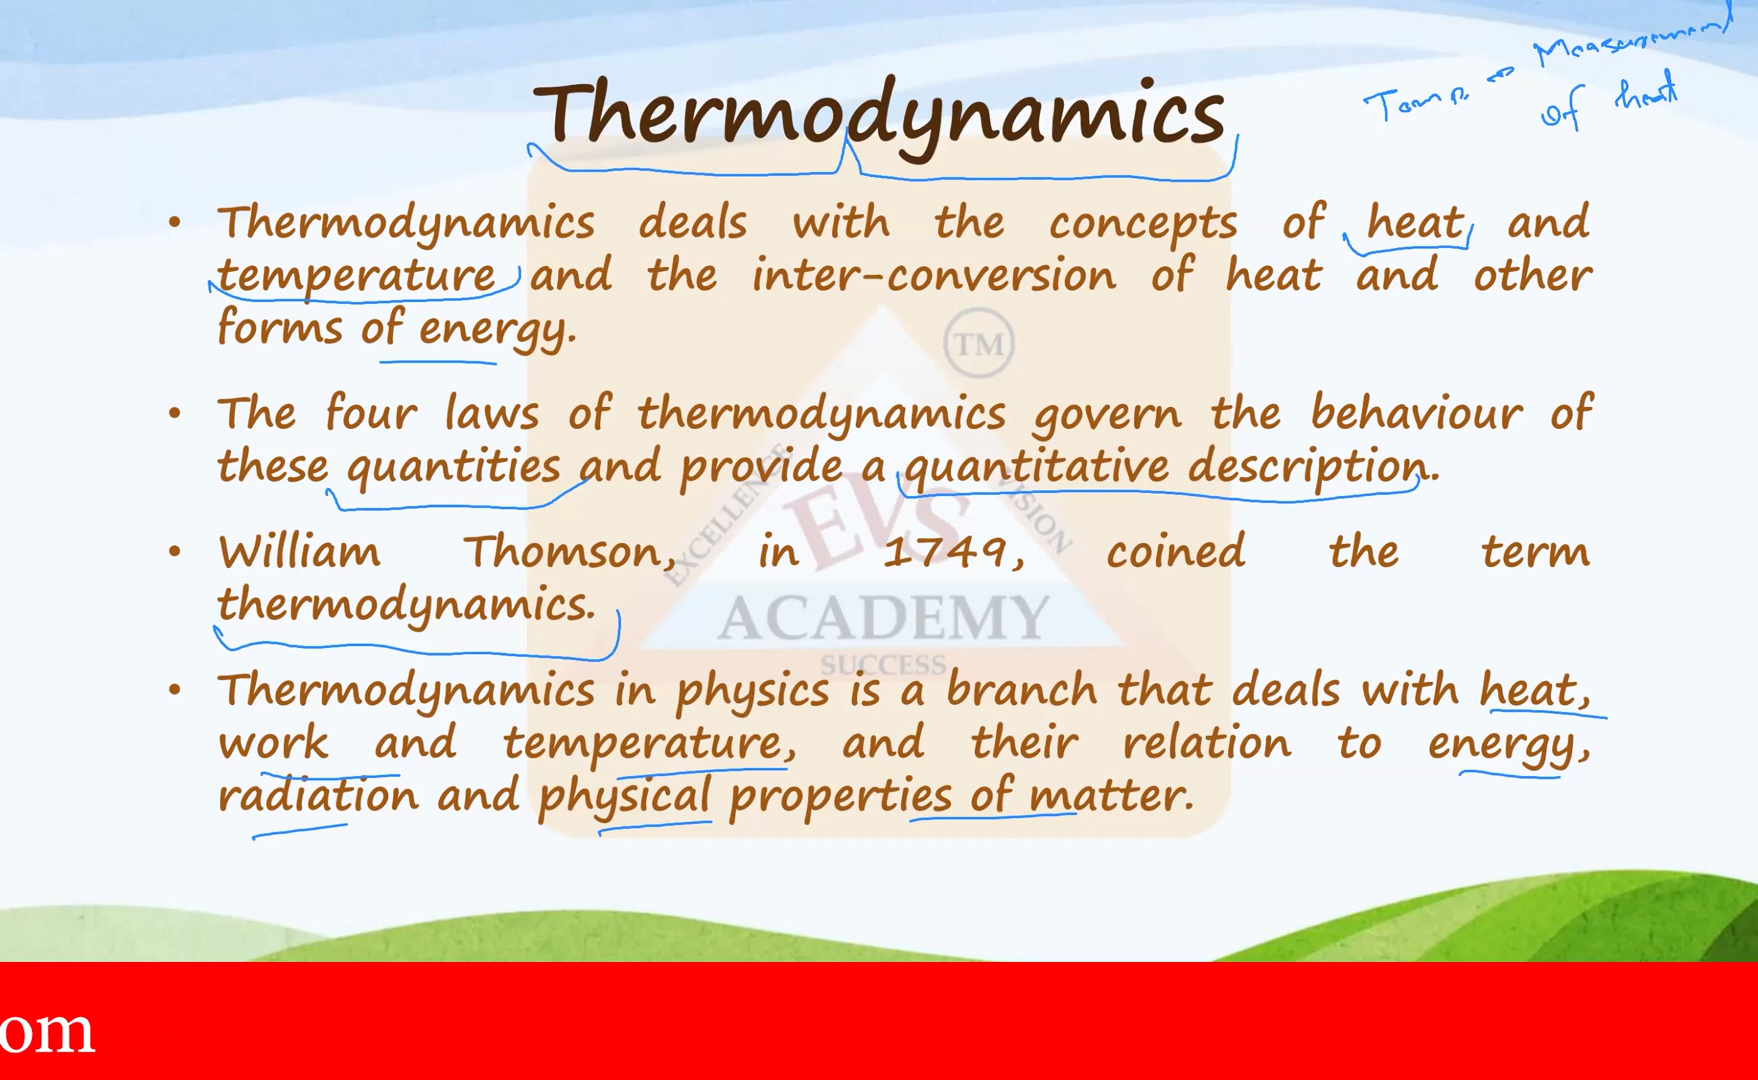 Temp. → Measurement
of heat
Thermodynamics
• Thermodynamics deals with the concepts of heat and
temperature and the inter-conversion of heat and other
forms of energy.
• The four laws of thermodynamics govern the behaviour of
these quantities and provide a quantitative description.
• William Thomson, in 1749, coined the term
thermodynamics.
• Thermodynamics in physics is a branch that deals with heat,
work and temperature, and their relation to energy,
radiation and physical properties of matter.
TM
EXCELLENCE
VISION
EVS
ACADEMY
SUCCESS
om